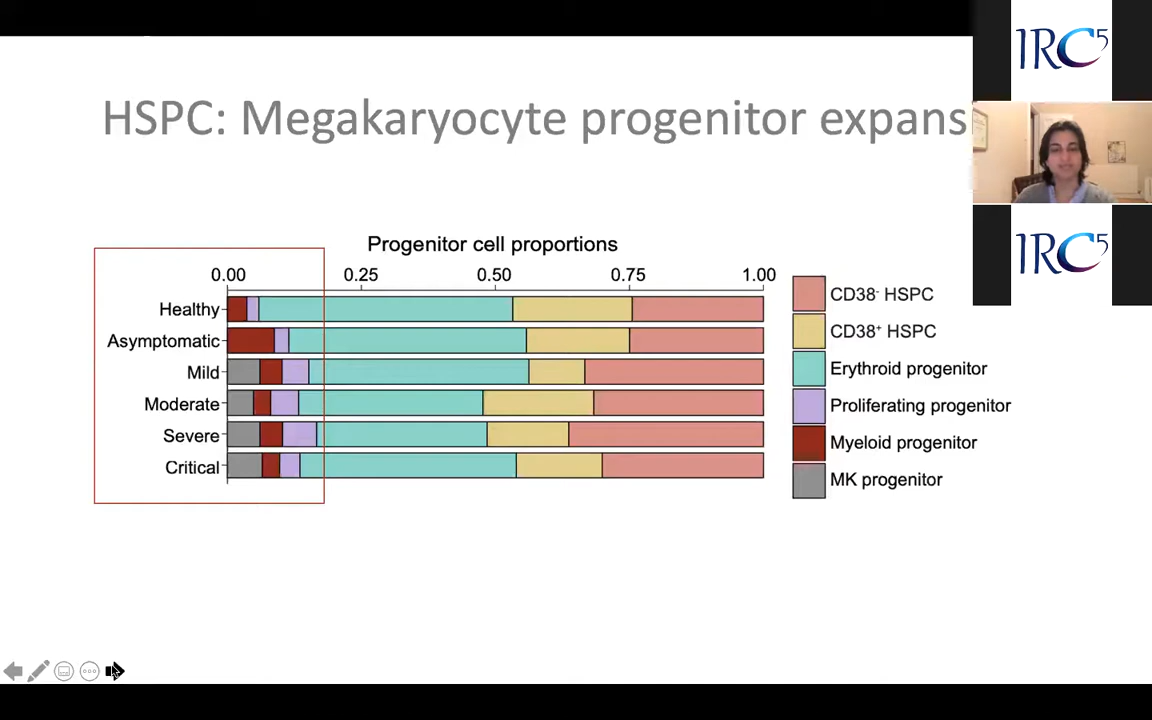 IRC5
HSPC: Megakaryocyte progenitor expans
Progenitor cell proportions
0.00 0.25 0.50 0.75 1.00
Healthy
Asymptomatic
Mild
Moderate
Severe
Critical
CD38- HSPC
CD38+ HSPC
Erythroid progenitor
Proliferating progenitor
Myeloid progenitor
MK progenitor
IRC5